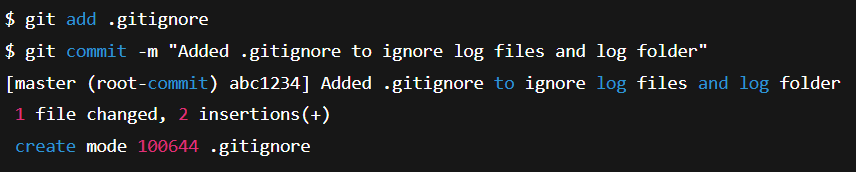 $ git add .gitignore
$ git commit -m "Added .gitignore to ignore log files and log folder"
[master (root-commit) abc1234] Added .gitignore to ignore log files and log folder
 1 file changed, 2 insertions(+)
 create mode 100644 .gitignore